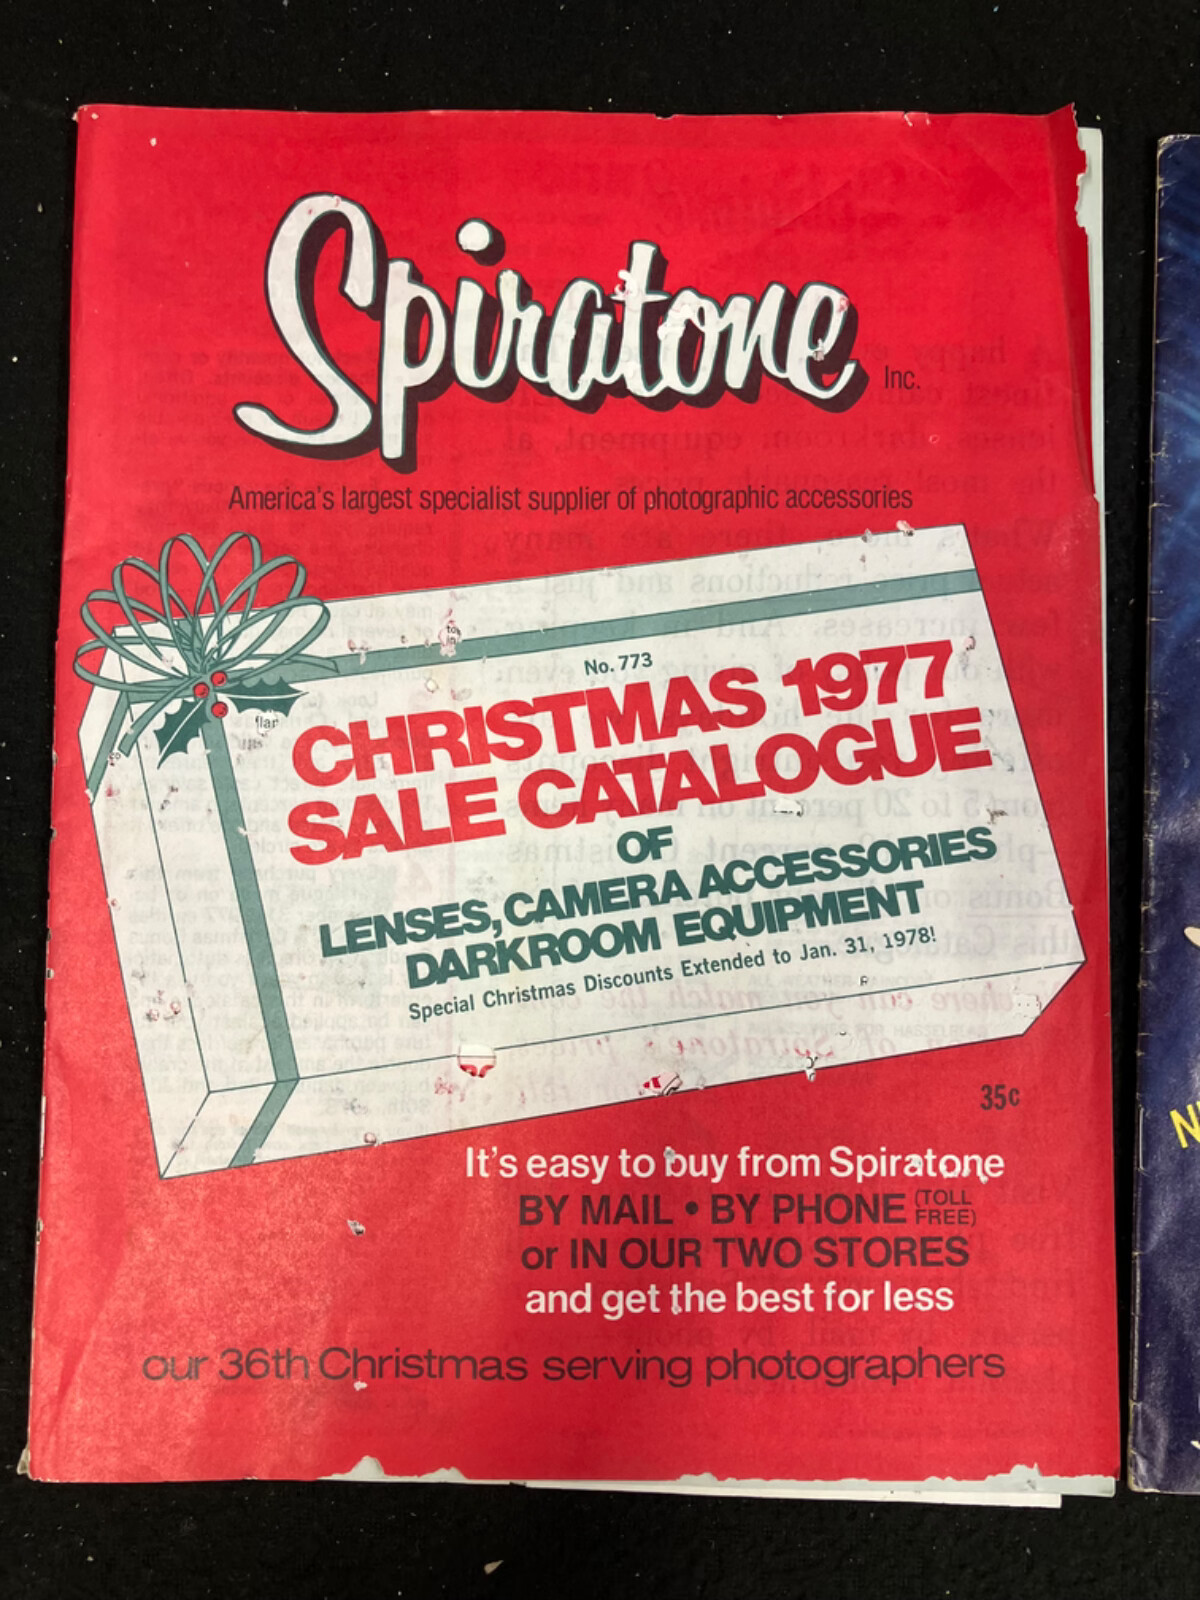 Spiratone
Inc.
America's largest specialist supplier of photographic accessories
No. 773
CHRISTMAS 1977
SALE CATALOGUE
OF
LENSES, CAMERA ACCESSORIES
DARKROOM EQUIPMENT
Special Christmas Discounts Extended to Jan. 31, 1978!
35c
It's easy to buy from Spiratone
BY MAIL • BY PHONE (TOLL FREE)
or IN OUR TWO STORES
and get the best for less
our 36th Christmas serving photographers